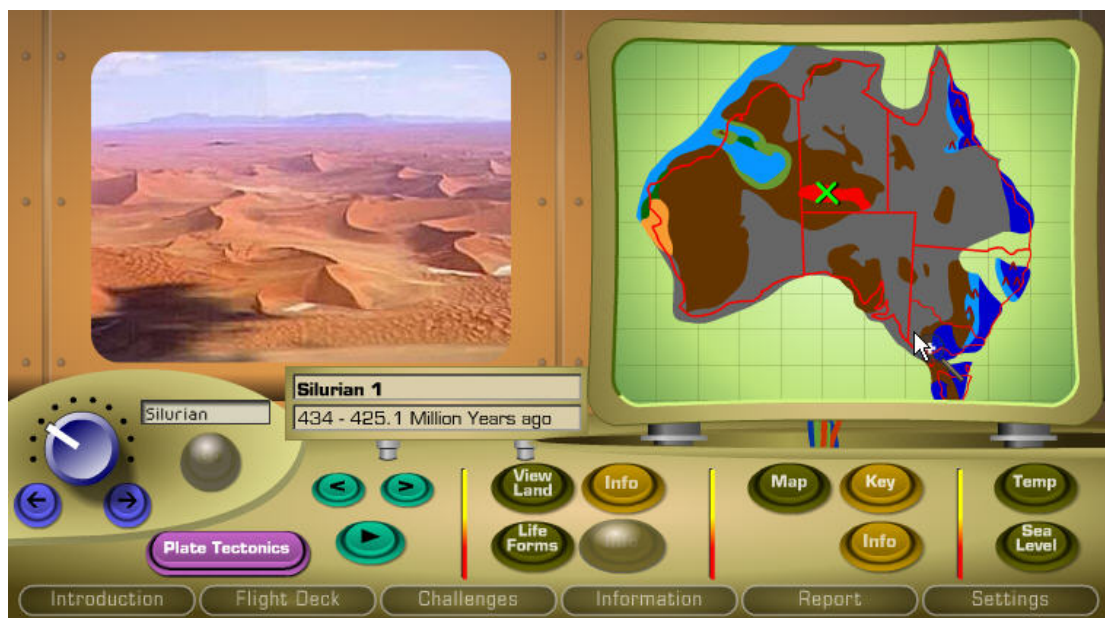 Silurian
Silurian 1
434 - 425.1 Million Years ago
<
>
View
Land
Info
Map
Key
Temp
Plate Tectonics
Life
Forms
Info
Sea
Level
Introduction
Flight Deck
Challenges
Information
Report
Settings